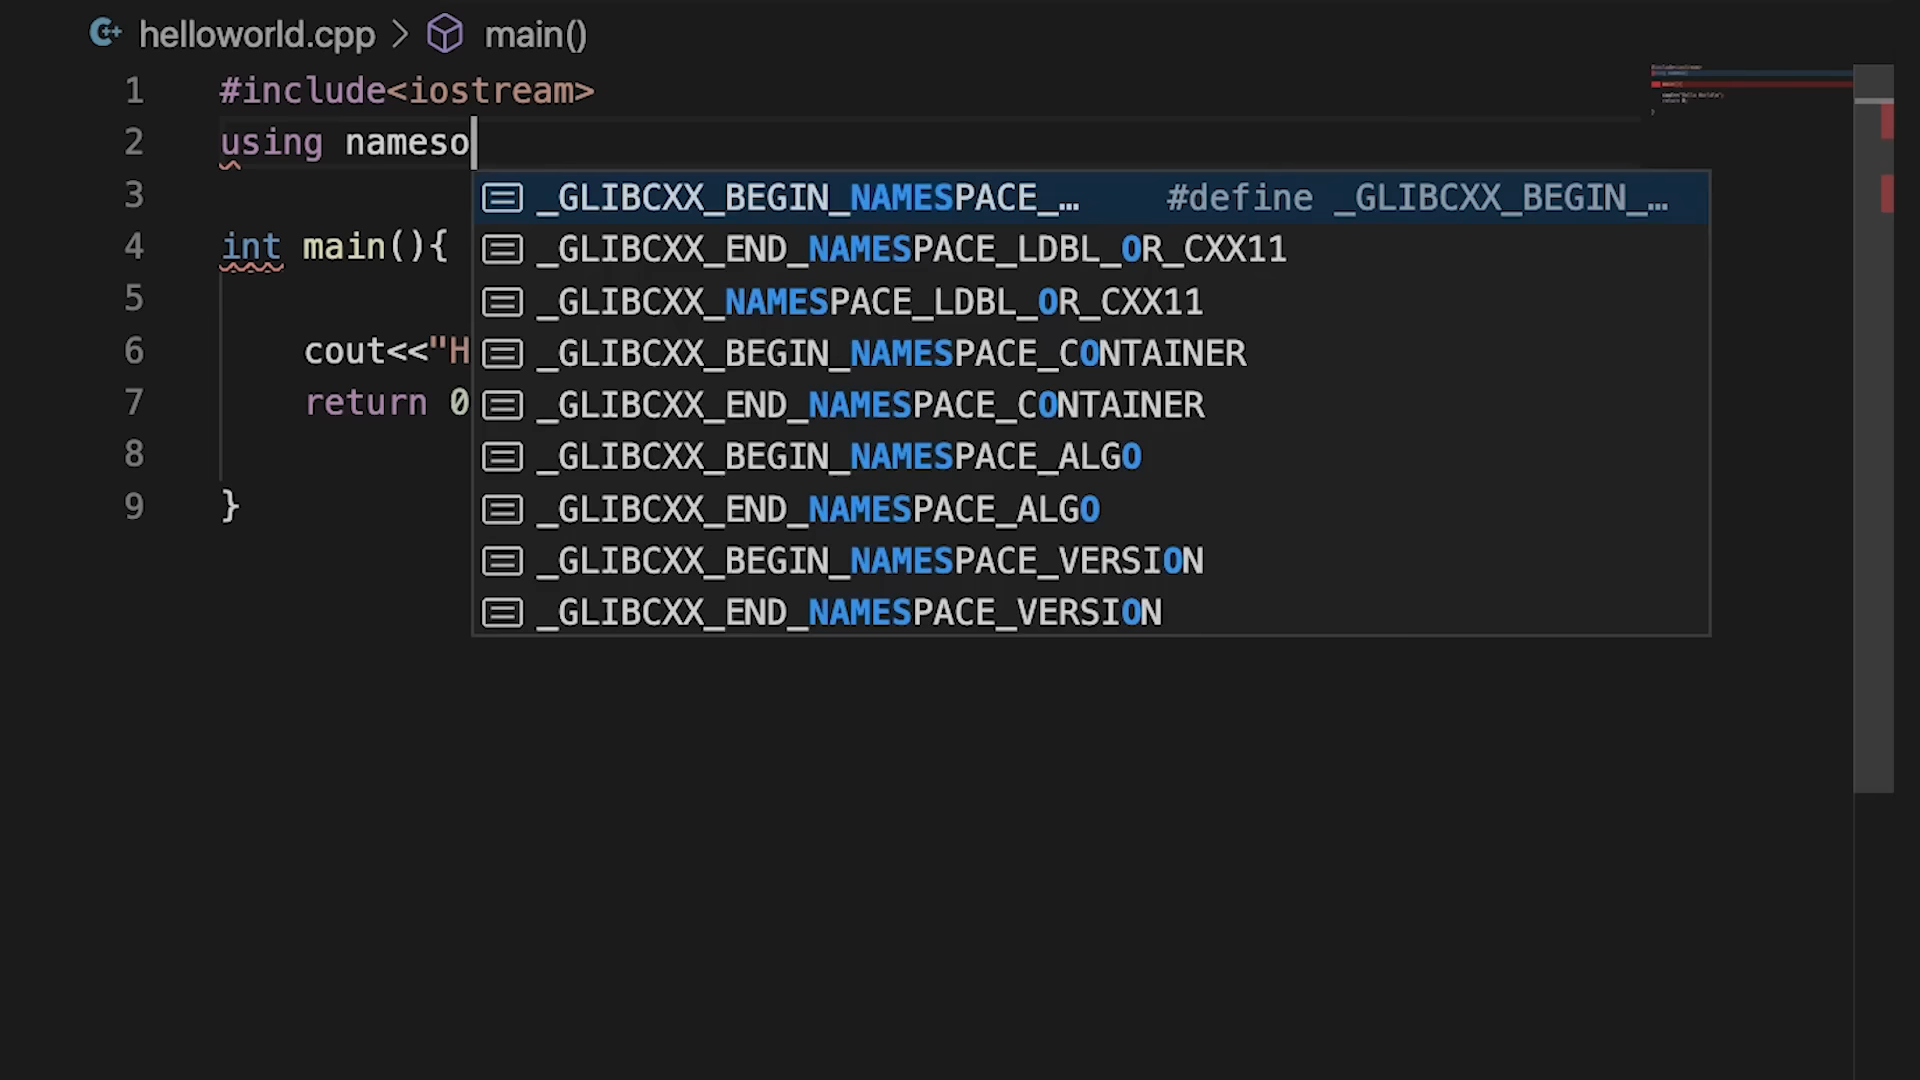 helloworld.cpp > main()
1 #include<iostream>
2 using nameso
3
4 int main(){
5
6 cout<<"H
7 return 0
8
9 }
_GLIBCXX_BEGIN_NAMESPACE_… #define _GLIBCXX_BEGIN_…
_GLIBCXX_END_NAMESPACE_LDBL_OR_CXX11
_GLIBCXX_NAMESPACE_LDBL_OR_CXX11
_GLIBCXX_BEGIN_NAMESPACE_CONTAINER
_GLIBCXX_END_NAMESPACE_CONTAINER
_GLIBCXX_BEGIN_NAMESPACE_ALGO
_GLIBCXX_END_NAMESPACE_ALGO
_GLIBCXX_BEGIN_NAMESPACE_VERSION
_GLIBCXX_END_NAMESPACE_VERSION